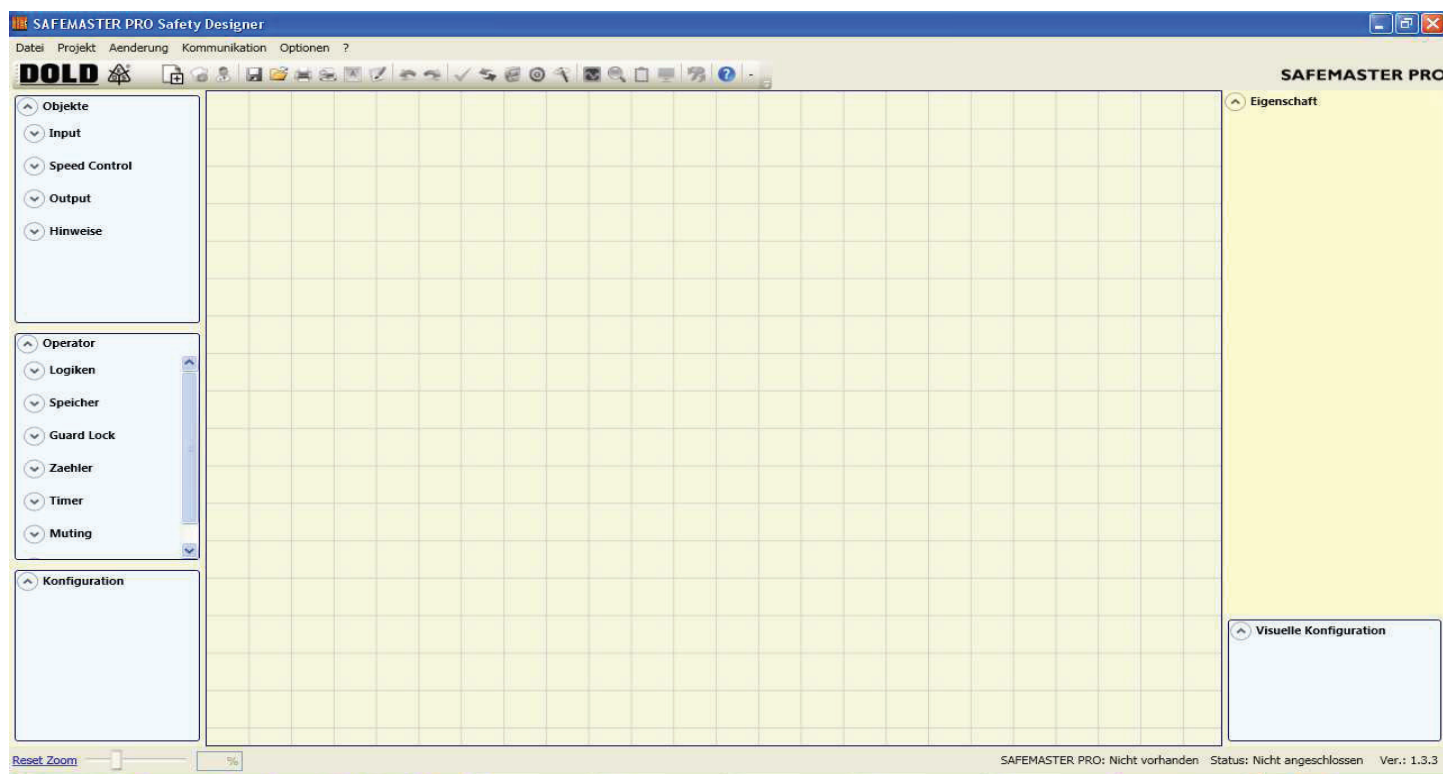 SAFEMASTER PRO Safety Designer
Datei Projekt Aenderung Kommunikation Optionen ?
DOLD
SAFEMASTER PRO
Objekte
Input
Speed Control
Output
Hinweise
Operator
Logiken
Speicher
Guard Lock
Zaehler
Timer
Muting
Konfiguration
Eigenschaft
Visuelle Konfiguration
Reset Zoom %
SAFEMASTER PRO: Nicht vorhanden Status: Nicht angeschlossen Ver.: 1.3.3